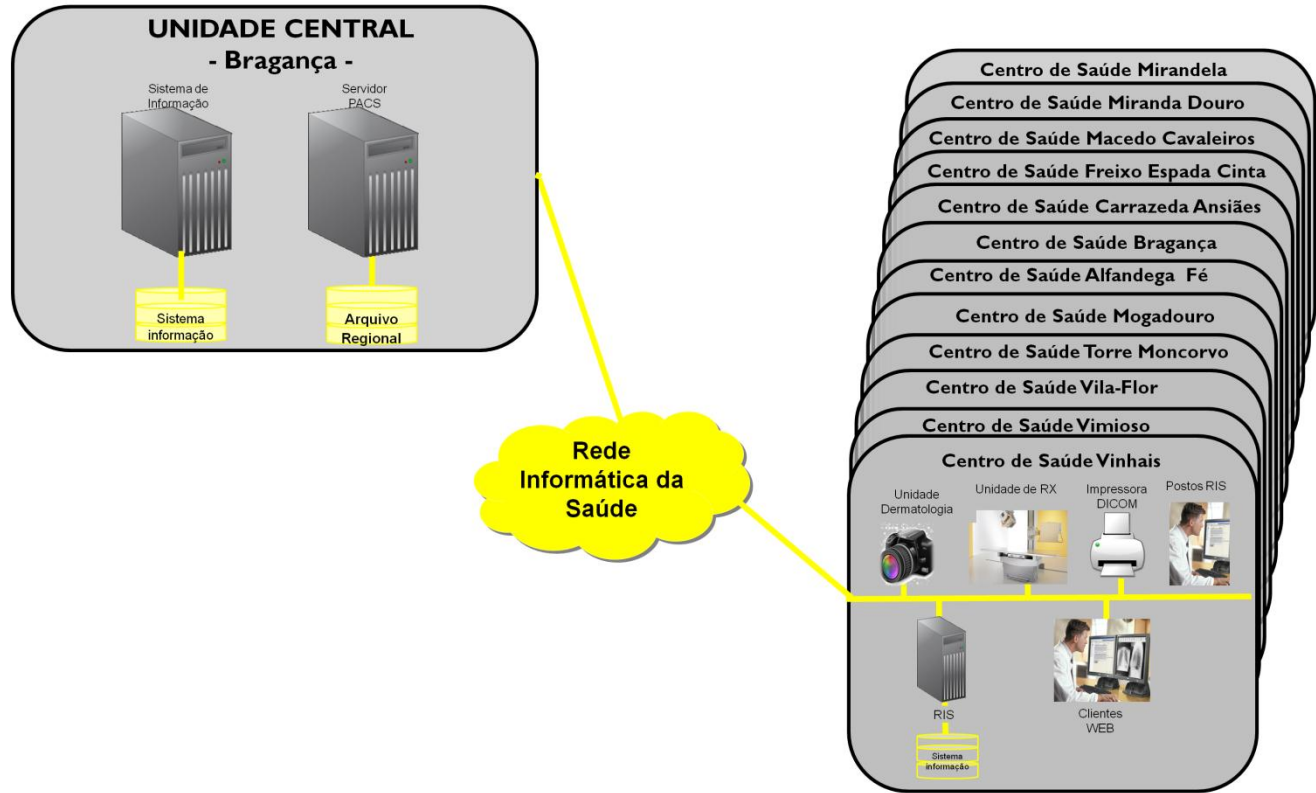 UNIDADE CENTRAL
- Bragança -
Sistema de
Informação
Servidor
PACS
Sistema
informação
Arquivo
Regional
Rede
Informática da
Saúde
Centro de Saúde Mirandela
Centro de Saúde Miranda Douro
Centro de Saúde Macedo Cavaleiros
Centro de Saúde Freixo Espada Cinta
Centro de Saúde Carrazeda Ansiães
Centro de Saúde Bragança
Centro de Saúde Alfandega Fé
Centro de Saúde Mogadouro
Centro de Saúde Torre Moncorvo
Centro de Saúde Vila-Flor
Centro de Saúde Vimioso
Centro de Saúde Vinhais
Unidade
Dermatologia
Unidade de RX
Impressora
DICOM
Postos RIS
RIS
Sistema
informação
Clientes
WEB